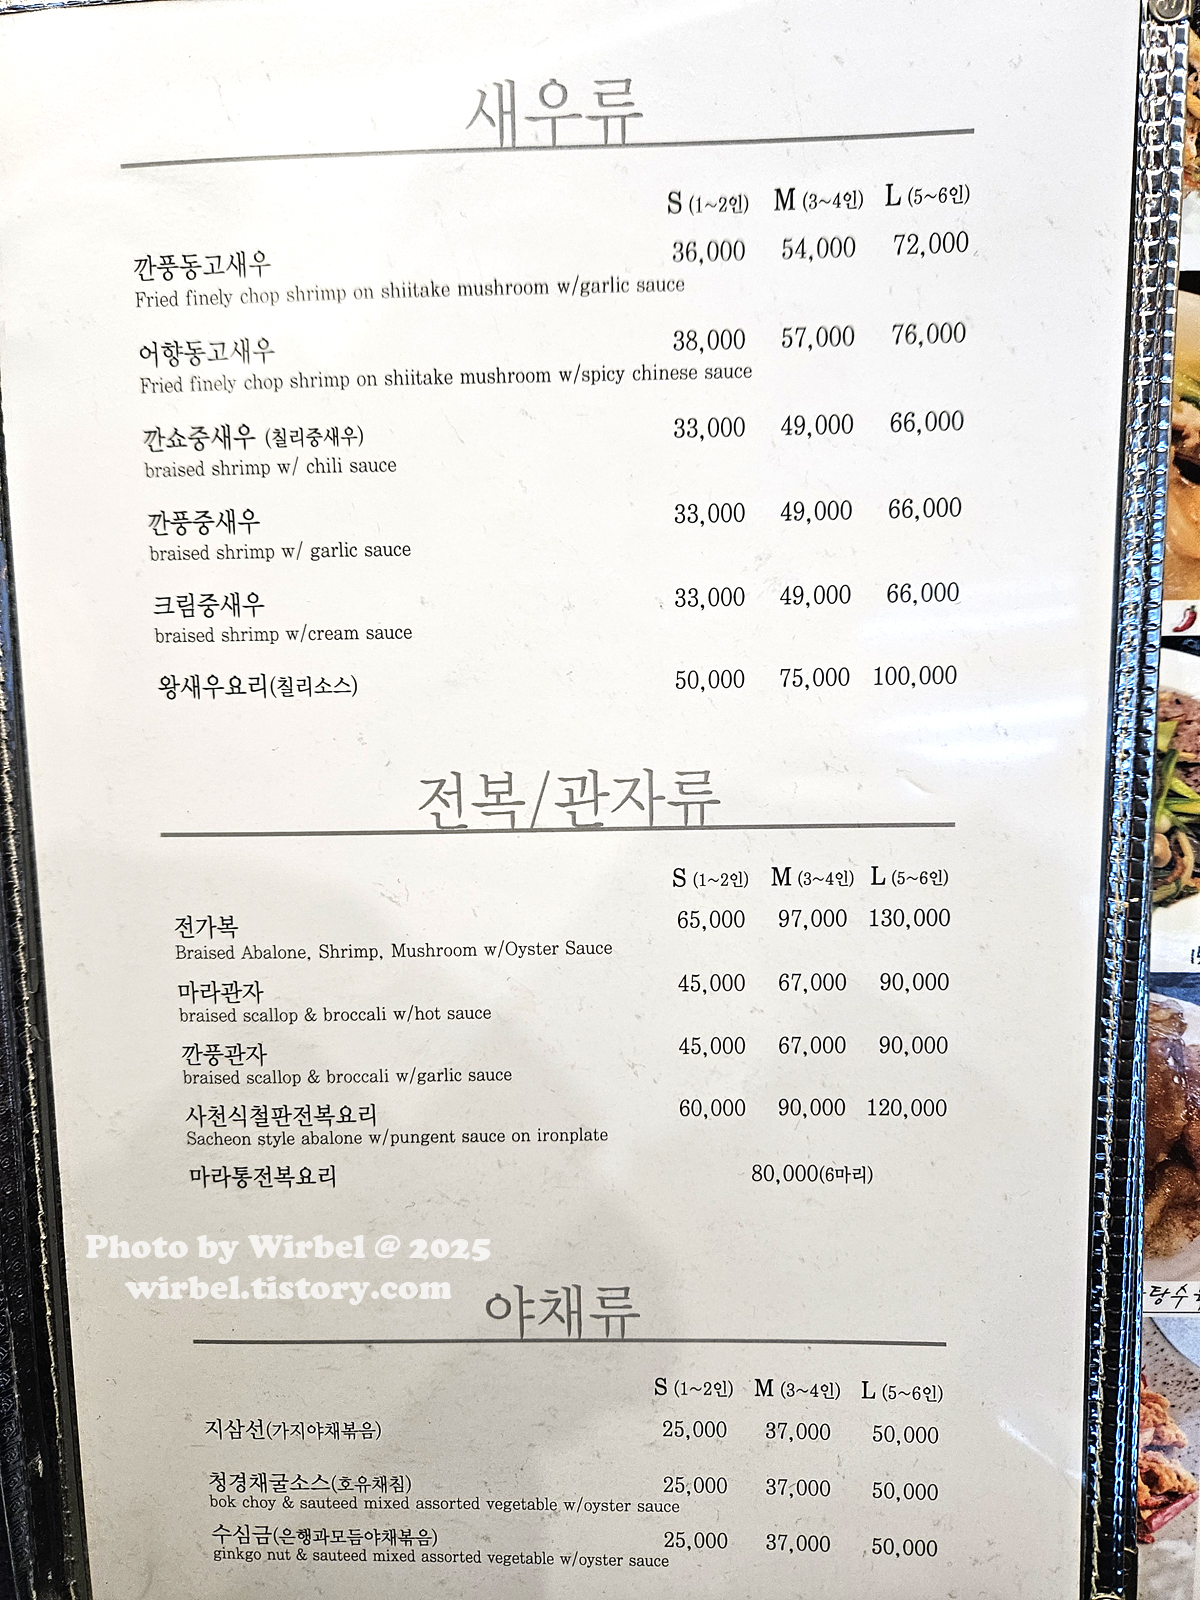 새우류
S (1~2인) M (3~4인) L (5~6인)
깐풍동고새우 36,000 54,000 72,000
Fried finely chop shrimp on shiitake mushroom w/garlic sauce
어향동고새우 38,000 57,000 76,000
Fried finely chop shrimp on shiitake mushroom w/spicy chinese sauce
깐쇼중새우 (칠리중새우) 33,000 49,000 66,000
braised shrimp w/ chili sauce
깐풍중새우 33,000 49,000 66,000
braised shrimp w/ garlic sauce
크림중새우 33,000 49,000 66,000
braised shrimp w/cream sauce
왕새우요리(칠리소스) 50,000 75,000 100,000
전복/관자류
S (1~2인) M (3~4인) L (5~6인)
전가복 65,000 97,000 130,000
Braised Abalone, Shrimp, Mushroom w/Oyster Sauce
마라관자 45,000 67,000 90,000
braised scallop & broccali w/hot sauce
깐풍관자 45,000 67,000 90,000
braised scallop & broccali w/garlic sauce
사천식철판전복요리 60,000 90,000 120,000
Sacheon style abalone w/pungent sauce on ironplate
마라통전복요리 80,000(6마리)
Photo by Wirbel @ 2025
wirbel.tistory.com
야채류
S (1~2인) M (3~4인) L (5~6인)
지삼선(가지야채볶음) 25,000 37,000 50,000
청경채굴소스(호유채침) 25,000 37,000 50,000
bok choy & sauteed mixed assorted vegetable w/oyster sauce
수심금(은행과모듬야채볶음) 25,000 37,000 50,000
ginkgo nut & sauteed mixed assorted vegetable w/oyster sauce
탕수